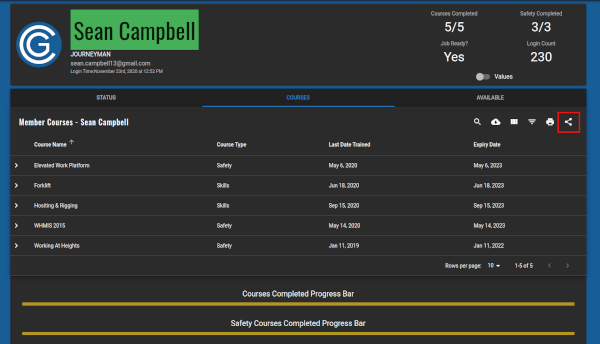 Sean Campbell
JOURNEYMAN
sean.campbell13@gmail.com
Login Time:November 23rd, 2020 at 12:52 PM
Courses Completed Safety Completed
5/5 3/3
Job Ready? Login Count
Yes 230
Values
STATUS COURSES AVAILABLE
Member Courses - Sean Campbell
Course Name Course Type Last Date Trained Expiry Date
Elevated Work Platform Safety May 6, 2020 May 6, 2023
Forklift Skills Jun 18, 2020 Jun 18, 2023
Hositing & Rigging Skills Sep 15, 2020 Sep 15, 2023
WHMIS 2015 Safety May 14, 2020 May 14, 2023
Working At Heights Safety Jan 11, 2019 Jan 11, 2022
Rows per page: 10 1-5 of 5
Courses Completed Progress Bar
Safety Courses Completed Progress Bar